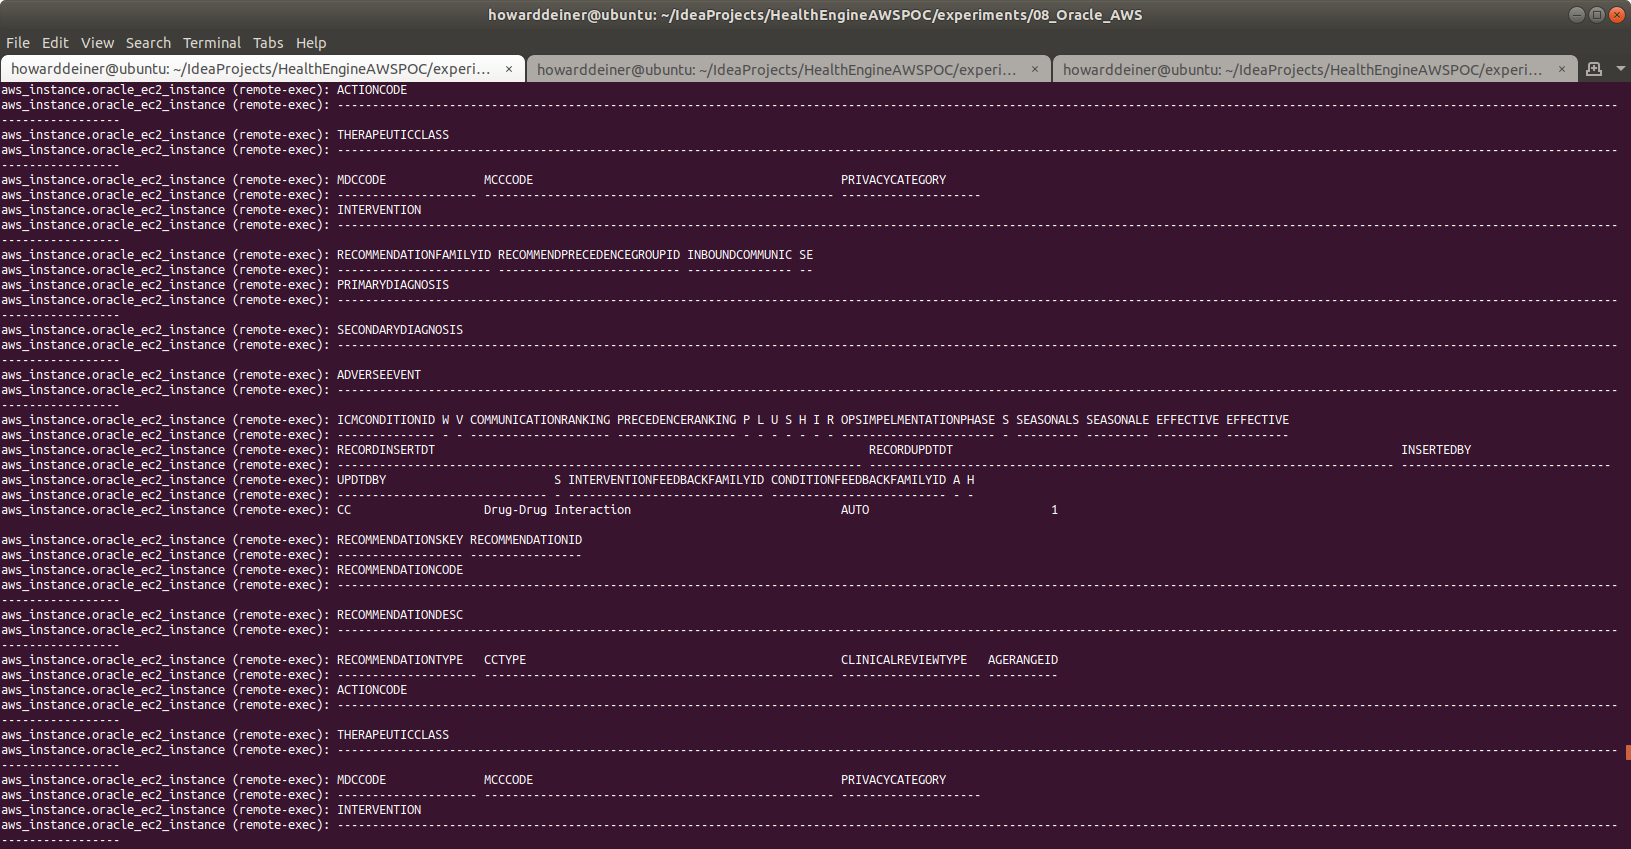 howarddeiner@ubuntu: ~/IdeaProjects/HealthEngineAWSPOC/experiments/08_Oracle_AWS
File Edit View Search Terminal Tabs Help
howarddeiner@ubuntu: ~/IdeaProjects/HealthEngineAWSPOC/experi... × howarddeiner@ubuntu: ~/IdeaProjects/HealthEngineAWSPOC/experi... × howarddeiner@ubuntu: ~/IdeaProjects/HealthEngineAWSPOC/experi... ×
aws_instance.oracle_ec2_instance (remote-exec): ACTIONCODE
aws_instance.oracle_ec2_instance (remote-exec): ---------------------------------------------------------------------------------------------------------------------------------------------------------------------------------------
-----------------
aws_instance.oracle_ec2_instance (remote-exec): THERAPEUTICCLASS
aws_instance.oracle_ec2_instance (remote-exec): ---------------------------------------------------------------------------------------------------------------------------------------------------------------------------------------
-----------------
aws_instance.oracle_ec2_instance (remote-exec): MDCCODE MCCCODE PRIVACYCATEGORY
aws_instance.oracle_ec2_instance (remote-exec): -------------------- -------------------------------------------------- --------------------
aws_instance.oracle_ec2_instance (remote-exec): INTERVENTION
aws_instance.oracle_ec2_instance (remote-exec): ---------------------------------------------------------------------------------------------------------------------------------------------------------------------------------------
-----------------
aws_instance.oracle_ec2_instance (remote-exec): RECOMMENDATIONFAMILYID RECOMMENDPRECEDENCEGROUPID INBOUNDCOMMUNIC SE
aws_instance.oracle_ec2_instance (remote-exec): ---------------------- -------------------------- --------------- --
aws_instance.oracle_ec2_instance (remote-exec): PRIMARYDIAGNOSIS
aws_instance.oracle_ec2_instance (remote-exec): ---------------------------------------------------------------------------------------------------------------------------------------------------------------------------------------
-----------------
aws_instance.oracle_ec2_instance (remote-exec): SECONDARYDIAGNOSIS
aws_instance.oracle_ec2_instance (remote-exec): ---------------------------------------------------------------------------------------------------------------------------------------------------------------------------------------
-----------------
aws_instance.oracle_ec2_instance (remote-exec): ADVERSEEVENT
aws_instance.oracle_ec2_instance (remote-exec): ---------------------------------------------------------------------------------------------------------------------------------------------------------------------------------------
-----------------
aws_instance.oracle_ec2_instance (remote-exec): ICMCONDITIONID W V COMMUNICATIONRANKING PRECEDENCERANKING P L U S H I R OPSIMPELMENTATIONPHASE S SEASONALS SEASONALE EFFECTIVE EFFECTIVE
aws_instance.oracle_ec2_instance (remote-exec): -------------- - - -------------------- ----------------- - - - - - - - ---------------------- - --------- --------- --------- ---------
aws_instance.oracle_ec2_instance (remote-exec): RECORDINSERTDT RECORDUPDTDT INSERTEDBY
aws_instance.oracle_ec2_instance (remote-exec): --------------------------------------------------------------------------- --------------------------------------------------------------------------- ------------------------------
aws_instance.oracle_ec2_instance (remote-exec): UPDTDBY S INTERVENTIONFEEDBACKFAMILYID CONDITIONFEEDBACKFAMILYID A H
aws_instance.oracle_ec2_instance (remote-exec): ------------------------------ - ---------------------------- ------------------------- - -
aws_instance.oracle_ec2_instance (remote-exec): CC Drug-Drug Interaction AUTO 1
aws_instance.oracle_ec2_instance (remote-exec): RECOMMENDATIONSKEY RECOMMENDATIONID
aws_instance.oracle_ec2_instance (remote-exec): ------------------ ----------------
aws_instance.oracle_ec2_instance (remote-exec): RECOMMENDATIONCODE
aws_instance.oracle_ec2_instance (remote-exec): ---------------------------------------------------------------------------------------------------------------------------------------------------------------------------------------
-----------------
aws_instance.oracle_ec2_instance (remote-exec): RECOMMENDATIONDESC
aws_instance.oracle_ec2_instance (remote-exec): ---------------------------------------------------------------------------------------------------------------------------------------------------------------------------------------
-----------------
aws_instance.oracle_ec2_instance (remote-exec): RECOMMENDATIONTYPE CCTYPE CLINICALREVIEWTYPE AGERANGEID
aws_instance.oracle_ec2_instance (remote-exec): -------------------- -------------------------------------------------- -------------------- ----------
aws_instance.oracle_ec2_instance (remote-exec): ACTIONCODE
aws_instance.oracle_ec2_instance (remote-exec): ---------------------------------------------------------------------------------------------------------------------------------------------------------------------------------------
-----------------
aws_instance.oracle_ec2_instance (remote-exec): THERAPEUTICCLASS
aws_instance.oracle_ec2_instance (remote-exec): ---------------------------------------------------------------------------------------------------------------------------------------------------------------------------------------
-----------------
aws_instance.oracle_ec2_instance (remote-exec): MDCCODE MCCCODE PRIVACYCATEGORY
aws_instance.oracle_ec2_instance (remote-exec): -------------------- -------------------------------------------------- --------------------
aws_instance.oracle_ec2_instance (remote-exec): INTERVENTION
aws_instance.oracle_ec2_instance (remote-exec): ---------------------------------------------------------------------------------------------------------------------------------------------------------------------------------------
-----------------